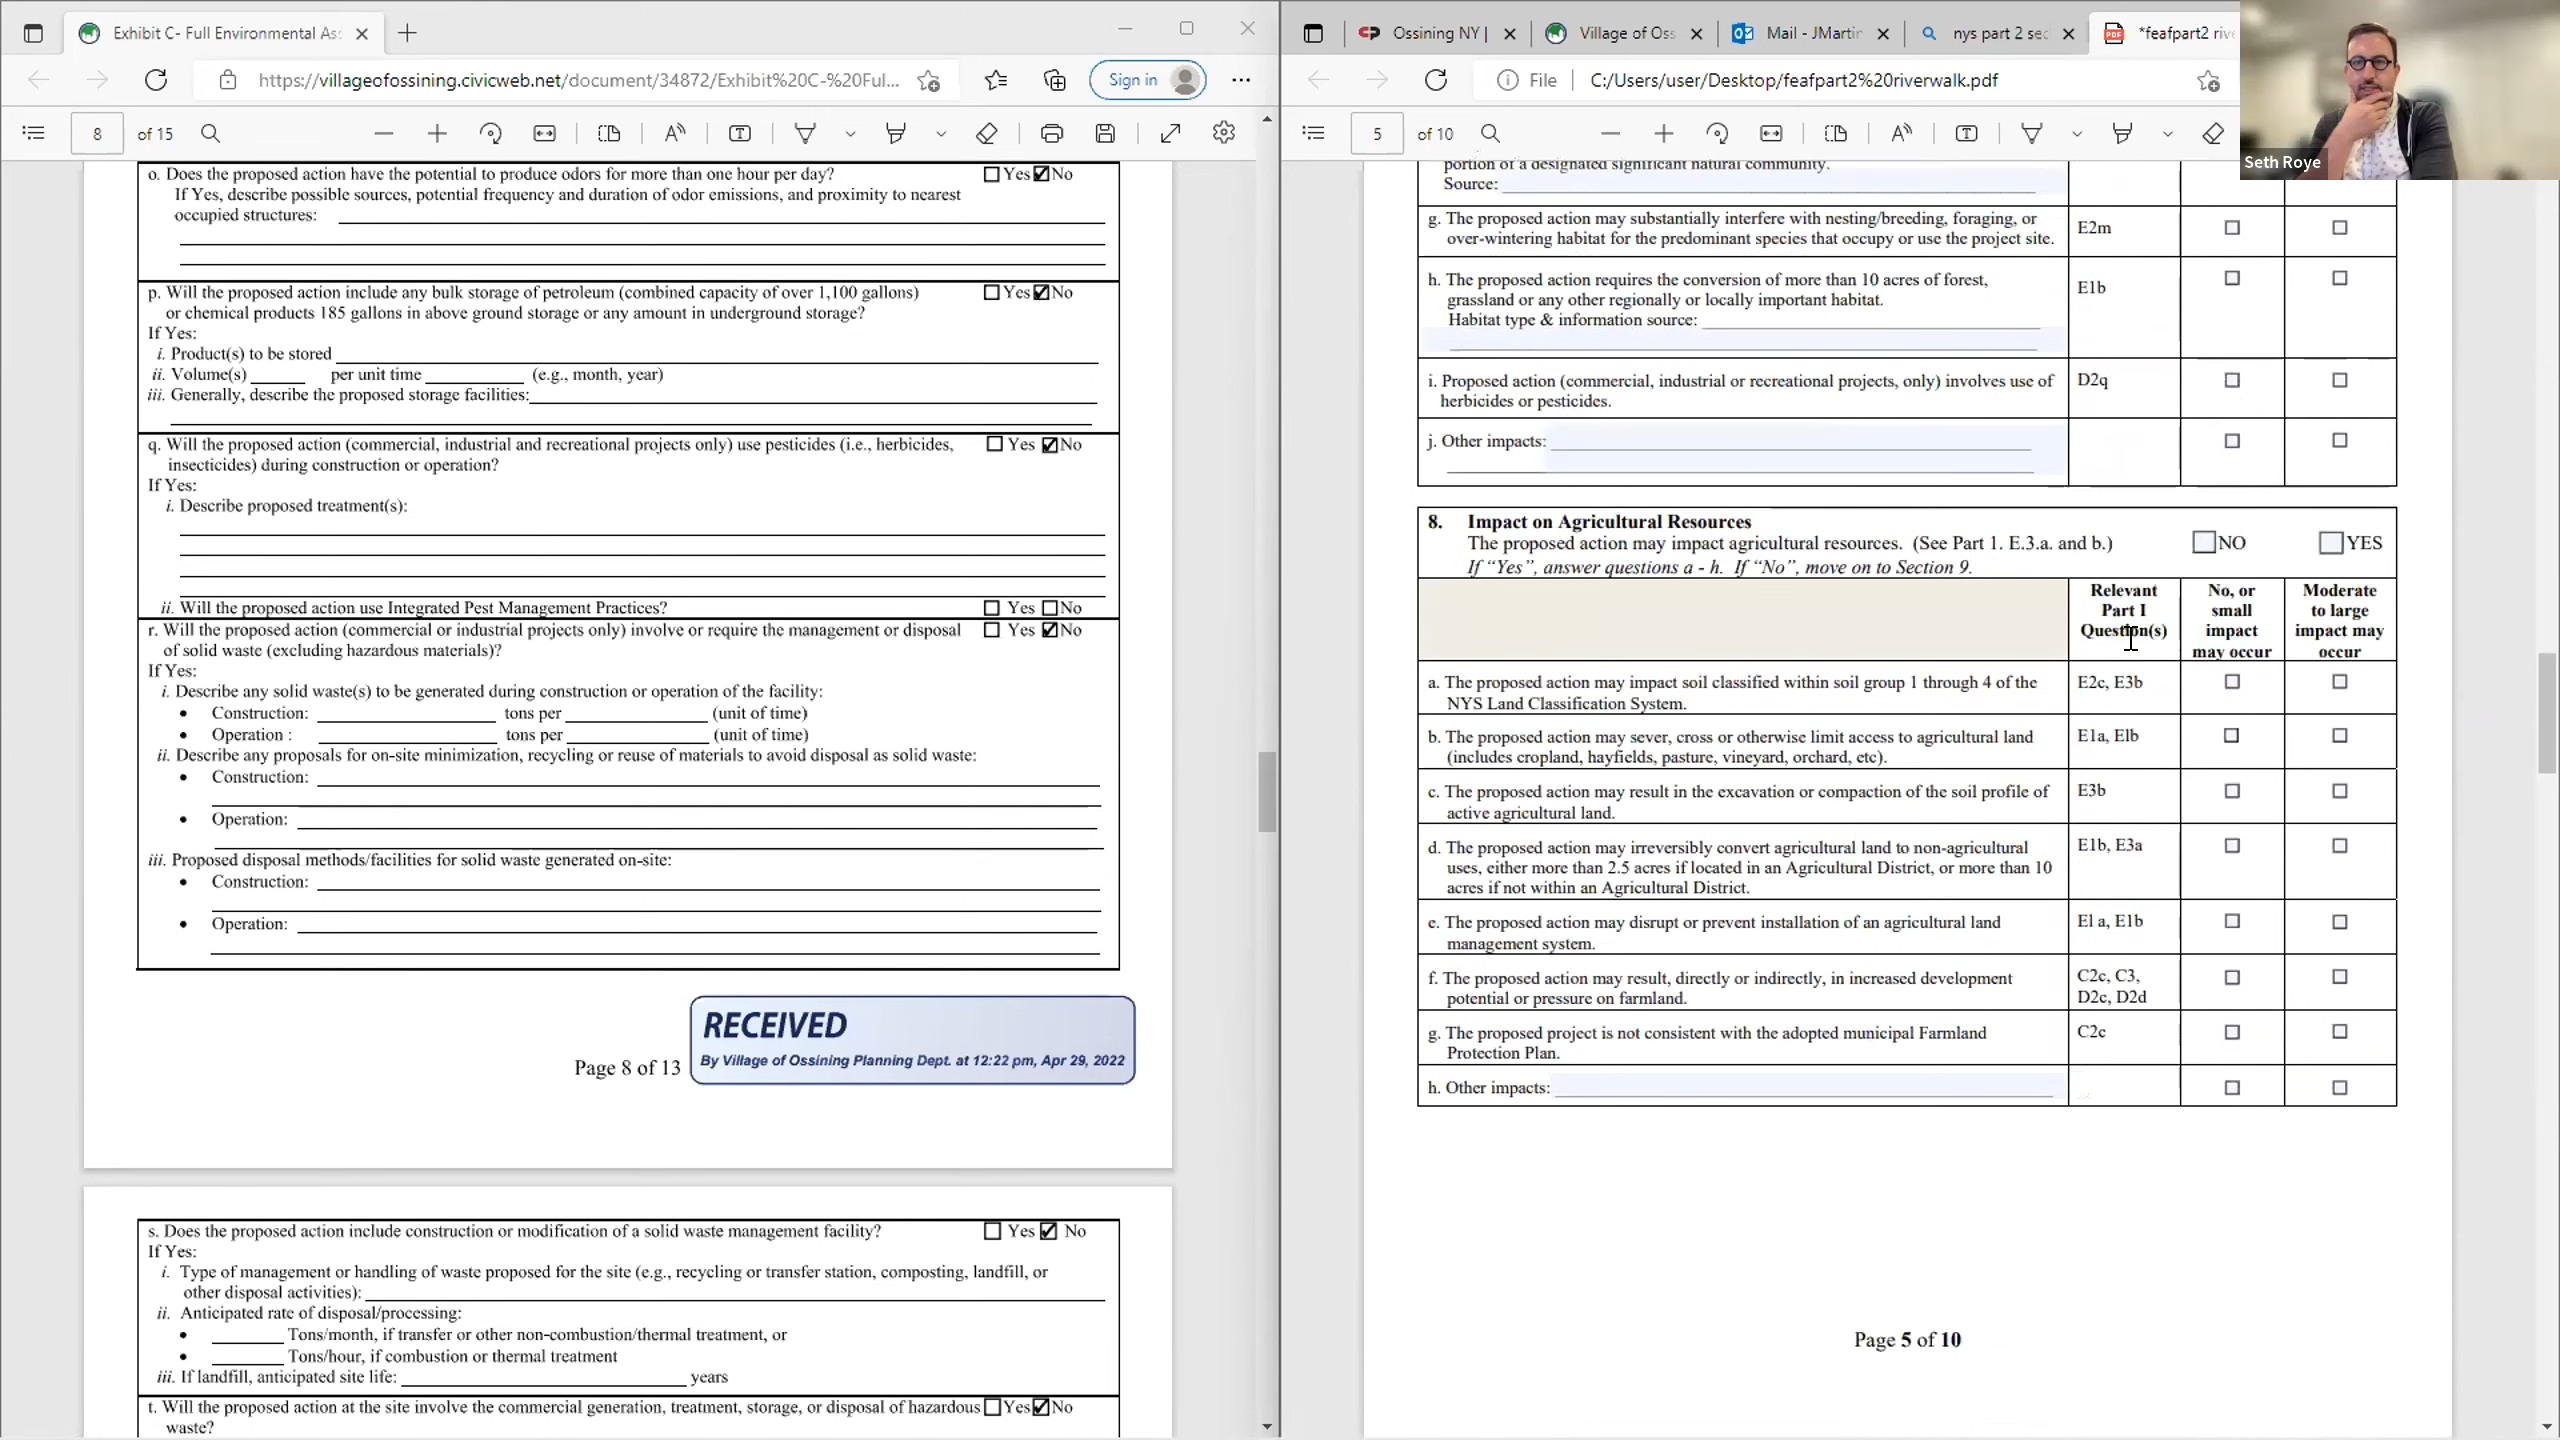 Exhibit C- Full Environmental As
https://villageofossining.civicweb.net/document/34872/Exhibit%20C-%20Ful...
Sign in
8 of 15
o. Does the proposed action have the potential to produce odors for more than one hour per day? Yes No
If Yes, describe possible sources, potential frequency and duration of odor emissions, and proximity to nearest
occupied structures:
p. Will the proposed action include any bulk storage of petroleum (combined capacity of over 1,100 gallons) Yes No
or chemical products 185 gallons in above ground storage or any amount in underground storage?
If Yes:
i. Product(s) to be stored
ii. Volume(s) per unit time (e.g., month, year)
iii. Generally, describe the proposed storage facilities:
q. Will the proposed action (commercial, industrial and recreational projects only) use pesticides (i.e., herbicides, Yes No
insecticides) during construction or operation?
If Yes:
i. Describe proposed treatment(s):
ii. Will the proposed action use Integrated Pest Management Practices? Yes No
r. Will the proposed action (commercial or industrial projects only) involve or require the management or disposal Yes No
of solid waste (excluding hazardous materials)?
If Yes:
i. Describe any solid waste(s) to be generated during construction or operation of the facility:
• Construction: tons per (unit of time)
• Operation : tons per (unit of time)
ii. Describe any proposals for on-site minimization, recycling or reuse of materials to avoid disposal as solid waste:
• Construction:
• Operation:
iii. Proposed disposal methods/facilities for solid waste generated on-site:
• Construction:
• Operation:
Page 8 of 13
RECEIVED
By Village of Ossining Planning Dept. at 12:22 pm, Apr 29, 2022
s. Does the proposed action include construction or modification of a solid waste management facility? Yes No
If Yes:
i. Type of management or handling of waste proposed for the site (e.g., recycling or transfer station, composting, landfill, or
other disposal activities):
ii. Anticipated rate of disposal/processing:
• Tons/month, if transfer or other non-combustion/thermal treatment, or
• Tons/hour, if combustion or thermal treatment
iii. If landfill, anticipated site life: years
t. Will the proposed action at the site involve the commercial generation, treatment, storage, or disposal of hazardous Yes No
waste?
Ossining NY | Village of Oss Mail - JMartin nys part 2 sec *feafpart2 rive
File C:/Users/user/Desktop/feafpart2%20riverwalk.pdf
5 of 10
Seth Roye
portion of a designated significant natural community.
Source:
g. The proposed action may substantially interfere with nesting/breeding, foraging, or
over-wintering habitat for the predominant species that occupy or use the project site.
E2m
h. The proposed action requires the conversion of more than 10 acres of forest,
grassland or any other regionally or locally important habitat.
Habitat type & information source:
E1b
i. Proposed action (commercial, industrial or recreational projects, only) involves use of
herbicides or pesticides.
D2q
j. Other impacts:
8. Impact on Agricultural Resources
The proposed action may impact agricultural resources. (See Part 1. E.3.a. and b.) NO YES
If “Yes”, answer questions a - h. If “No”, move on to Section 9.
Relevant
Part I
Question(s)
No, or
small
impact
may occur
Moderate
to large
impact may
occur
a. The proposed action may impact soil classified within soil group 1 through 4 of the
NYS Land Classification System.
E2c, E3b
b. The proposed action may sever, cross or otherwise limit access to agricultural land
(includes cropland, hayfields, pasture, vineyard, orchard, etc).
E1a, Elb
c. The proposed action may result in the excavation or compaction of the soil profile of
active agricultural land.
E3b
d. The proposed action may irreversibly convert agricultural land to non-agricultural
uses, either more than 2.5 acres if located in an Agricultural District, or more than 10
acres if not within an Agricultural District.
E1b, E3a
e. The proposed action may disrupt or prevent installation of an agricultural land
management system.
El a, E1b
f. The proposed action may result, directly or indirectly, in increased development
potential or pressure on farmland.
C2c, C3,
D2c, D2d
g. The proposed project is not consistent with the adopted municipal Farmland
Protection Plan.
C2c
h. Other impacts:
Page 5 of 10